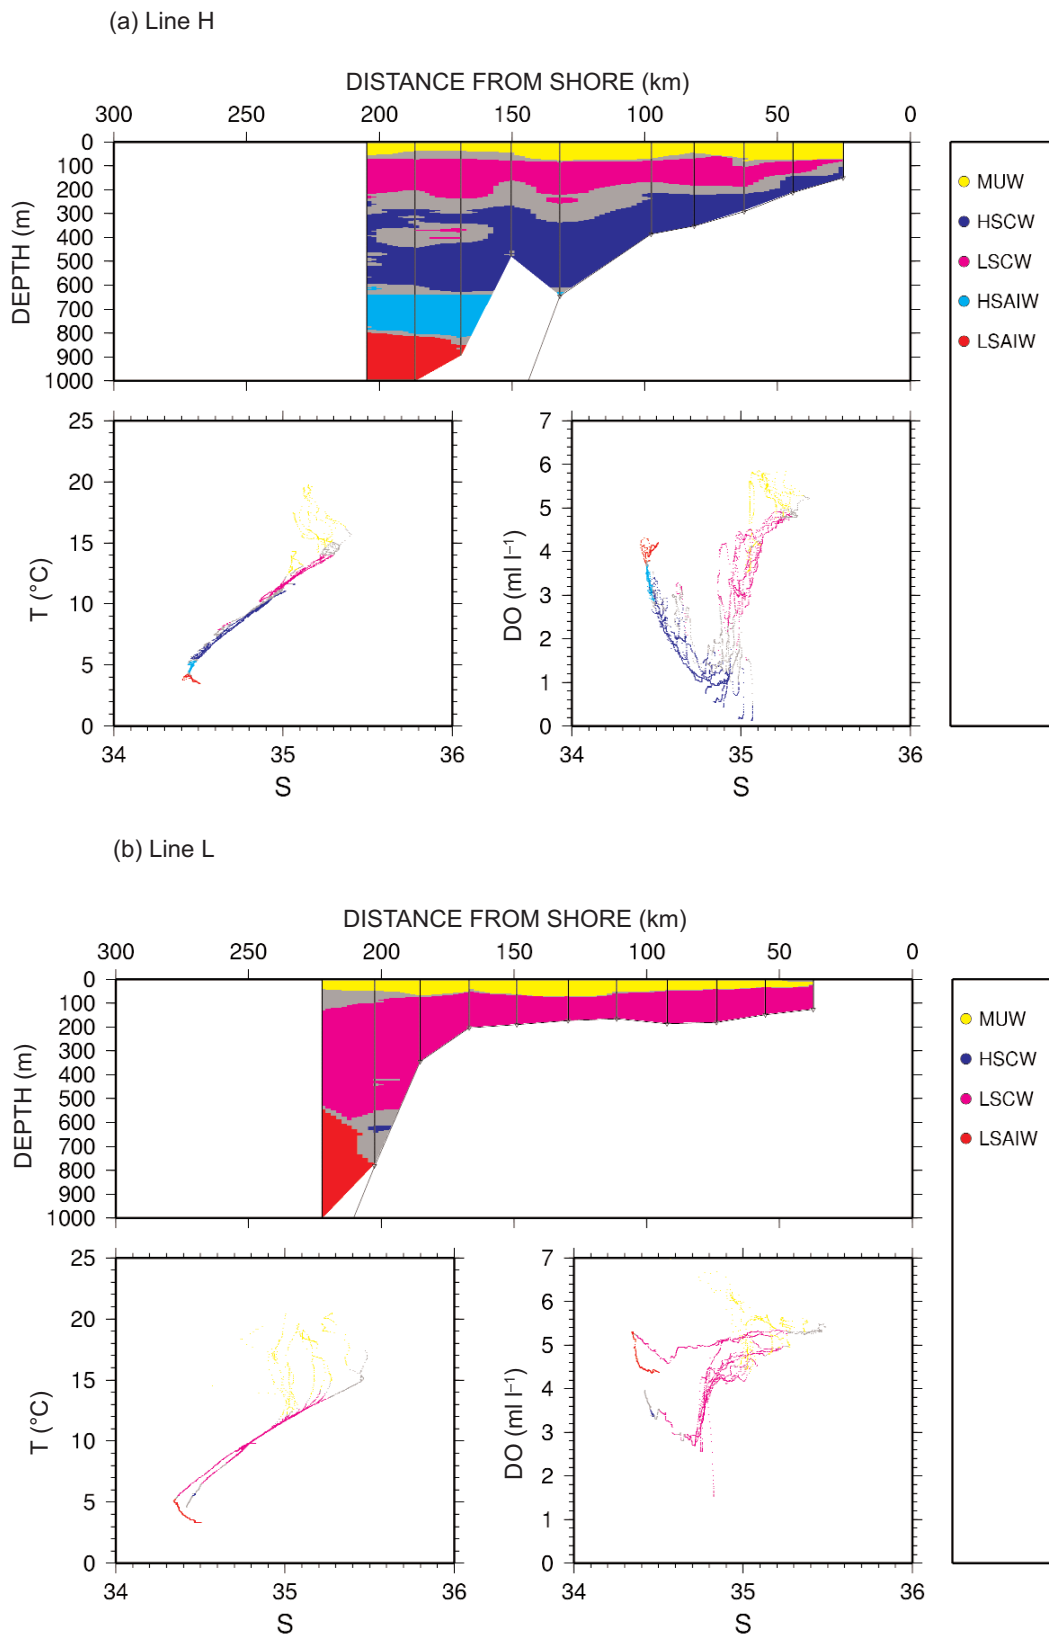 (a) Line H
DISTANCE FROM SHORE (km)
300 250 200 150 100 50 0
DEPTH (m)
0
100
200
300
400
500
600
700
800
900
1000
MUW
HSCW
LSCW
HSAIW
LSAIW
T (°C)
25
20
15
10
5
0
34 35 36
S
DO (ml l⁻¹)
7
6
5
4
3
2
1
0
34 35 36
S
(b) Line L
DISTANCE FROM SHORE (km)
300 250 200 150 100 50 0
DEPTH (m)
0
100
200
300
400
500
600
700
800
900
1000
MUW
HSCW
LSCW
LSAIW
T (°C)
25
20
15
10
5
0
34 35 36
S
DO (ml l⁻¹)
7
6
5
4
3
2
1
0
34 35 36
S